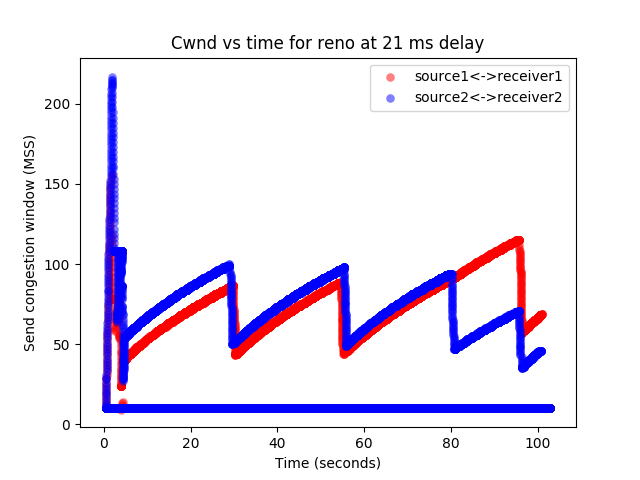 Cwnd vs time for reno at 21 ms delay
source1<->receiver1
source2<->receiver2
Send congestion window (MSS)
200
150
100
50
0
0 20 40 60 80 100
Time (seconds)